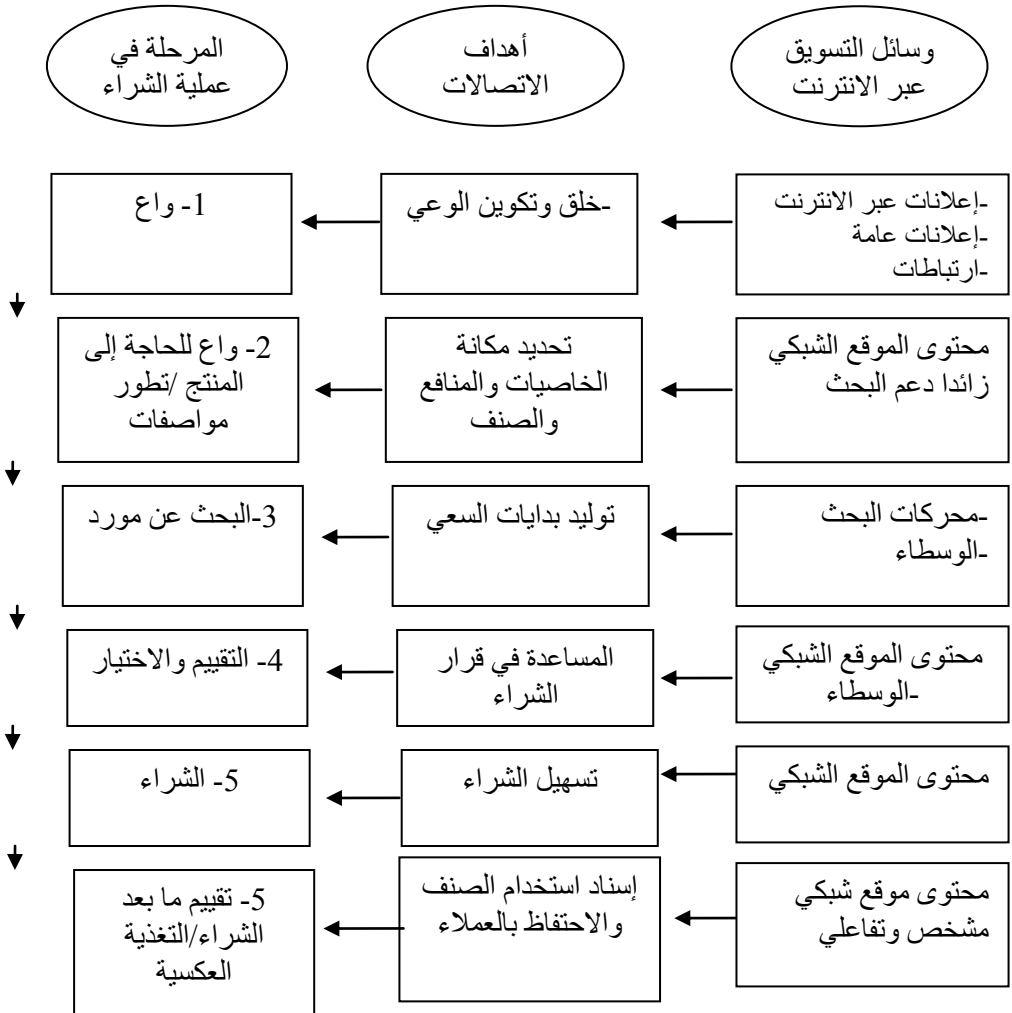 وسائل التسويق
عبر الانترنت
أهداف
الاتصالات
المرحلة في
عملية الشراء
-إعلانات عبر الانترنت
-إعلانات عامة
-ارتباطات
-خلق وتكوين الوعي
1- واع
محتوى الموقع الشبكي
زائدا دعم البحث
تحديد مكانة
الخاصيات والمنافع
والصنف
2- واع للحاجة إلى
المنتج /تطور
مواصفات
-محركات البحث
-الوسطاء
توليد بدايات السعي
3-البحث عن مورد
محتوى الموقع الشبكي
-الوسطاء
المساعدة في قرار
الشراء
4- التقييم والاختيار
محتوى الموقع الشبكي
تسهيل الشراء
5- الشراء
محتوى موقع شبكي
مشخص وتفاعلي
إسناد استخدام الصنف
والاحتفاظ بالعملاء
5- تقييم ما بعد
الشراء/التغذية
العكسية